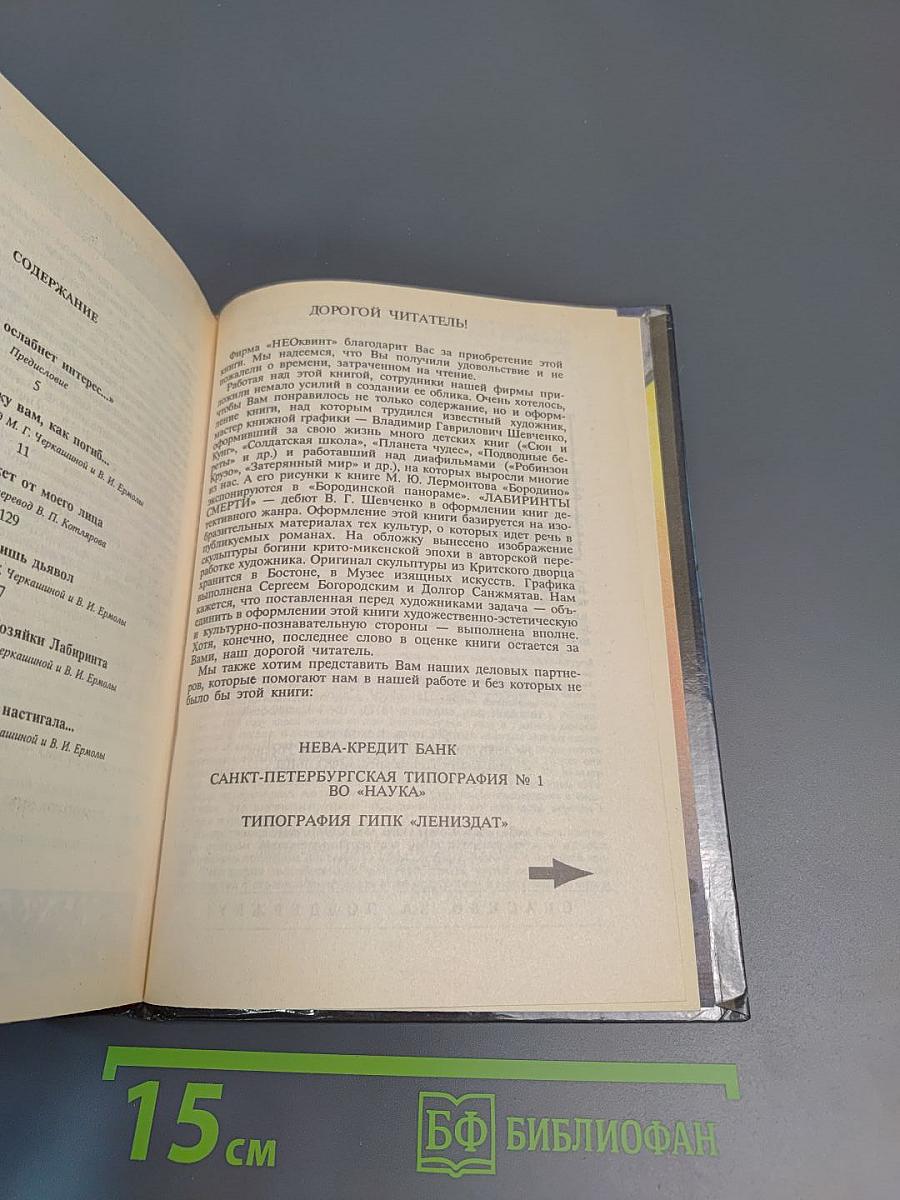 СОДЕРЖАНИЕ
ослабнет интерес...»
Предисловие
5
ку вам, как погиб...
М. Г. Черкашиной и В. И. Ермолы
11
кет от моего лица
перевод В. П. Котлярова
129
ишь дьявол
Черкашиной и В. И. Ермолы
7
озяйки Лабиринта
еркашиной и В. И. Ермолы
настигала...
ашиной и В. И. Ермолы
ДОРОГОЙ ЧИТАТЕЛЬ!
Фирма «НЕОквинт» благодарит Вас за приобретение этой
книги. Мы надеемся, что Вы получили удовольствие и не
пожалели о времени, затраченном на чтение.
Работая над этой книгой, сотрудники нашей фирмы при-
ложили немало усилий в создании ее облика. Очень хотелось,
чтобы Вам понравилось не только содержание, но и оформ-
ление книги, над которым трудился известный художник,
мастер книжной графики — Владимир Гаврилович Шевченко,
оформивший за свою жизнь много детских книг («Сюн и
Кунг», «Солдатская школа», «Планета чудес», «Подводные бе-
реты» и др.) и работавший над диафильмами («Робинзон
Крузо», «Затерянный мир» и др.), на которых выросли многие
из нас. А его рисунки к книге М. Ю. Лермонтова «Бородино»
экспонируются в «Бородинской панораме». «ЛАБИРИНТЫ
СМЕРТИ» — дебют В. Г. Шевченко в оформлении книг де-
тективного жанра. Оформление этой книги базируется на изо-
бразительных материалах тех культур, о которых идет речь в
публикуемых романах. На обложку вынесено изображение
скульптуры богини крито-микенской эпохи в авторской пере-
работке художника. Оригинал скульптуры из Критского дворца
хранится в Бостоне, в Музее изящных искусств. Графика
выполнена Сергеем Богородским и Долгор Санжмятав. Нам
кажется, что поставленная перед художниками задача — объ-
единить в оформлении этой книги художественно-эстетическую
и культурно-познавательную стороны — выполнена вполне.
Хотя, конечно, последнее слово в оценке книги остается за
Вами, наш дорогой читатель.
Мы также хотим представить Вам наших деловых партне-
ров, которые помогают нам в нашей работе и без которых не
было бы этой книги:
НЕВА-КРЕДИТ БАНК
САНКТ-ПЕТЕРБУРГСКАЯ ТИПОГРАФИЯ № 1
ВО «НАУКА»
ТИПОГРАФИЯ ГИПК «ЛЕНИЗДАТ»
15 см
БФ БИБЛИОФАН